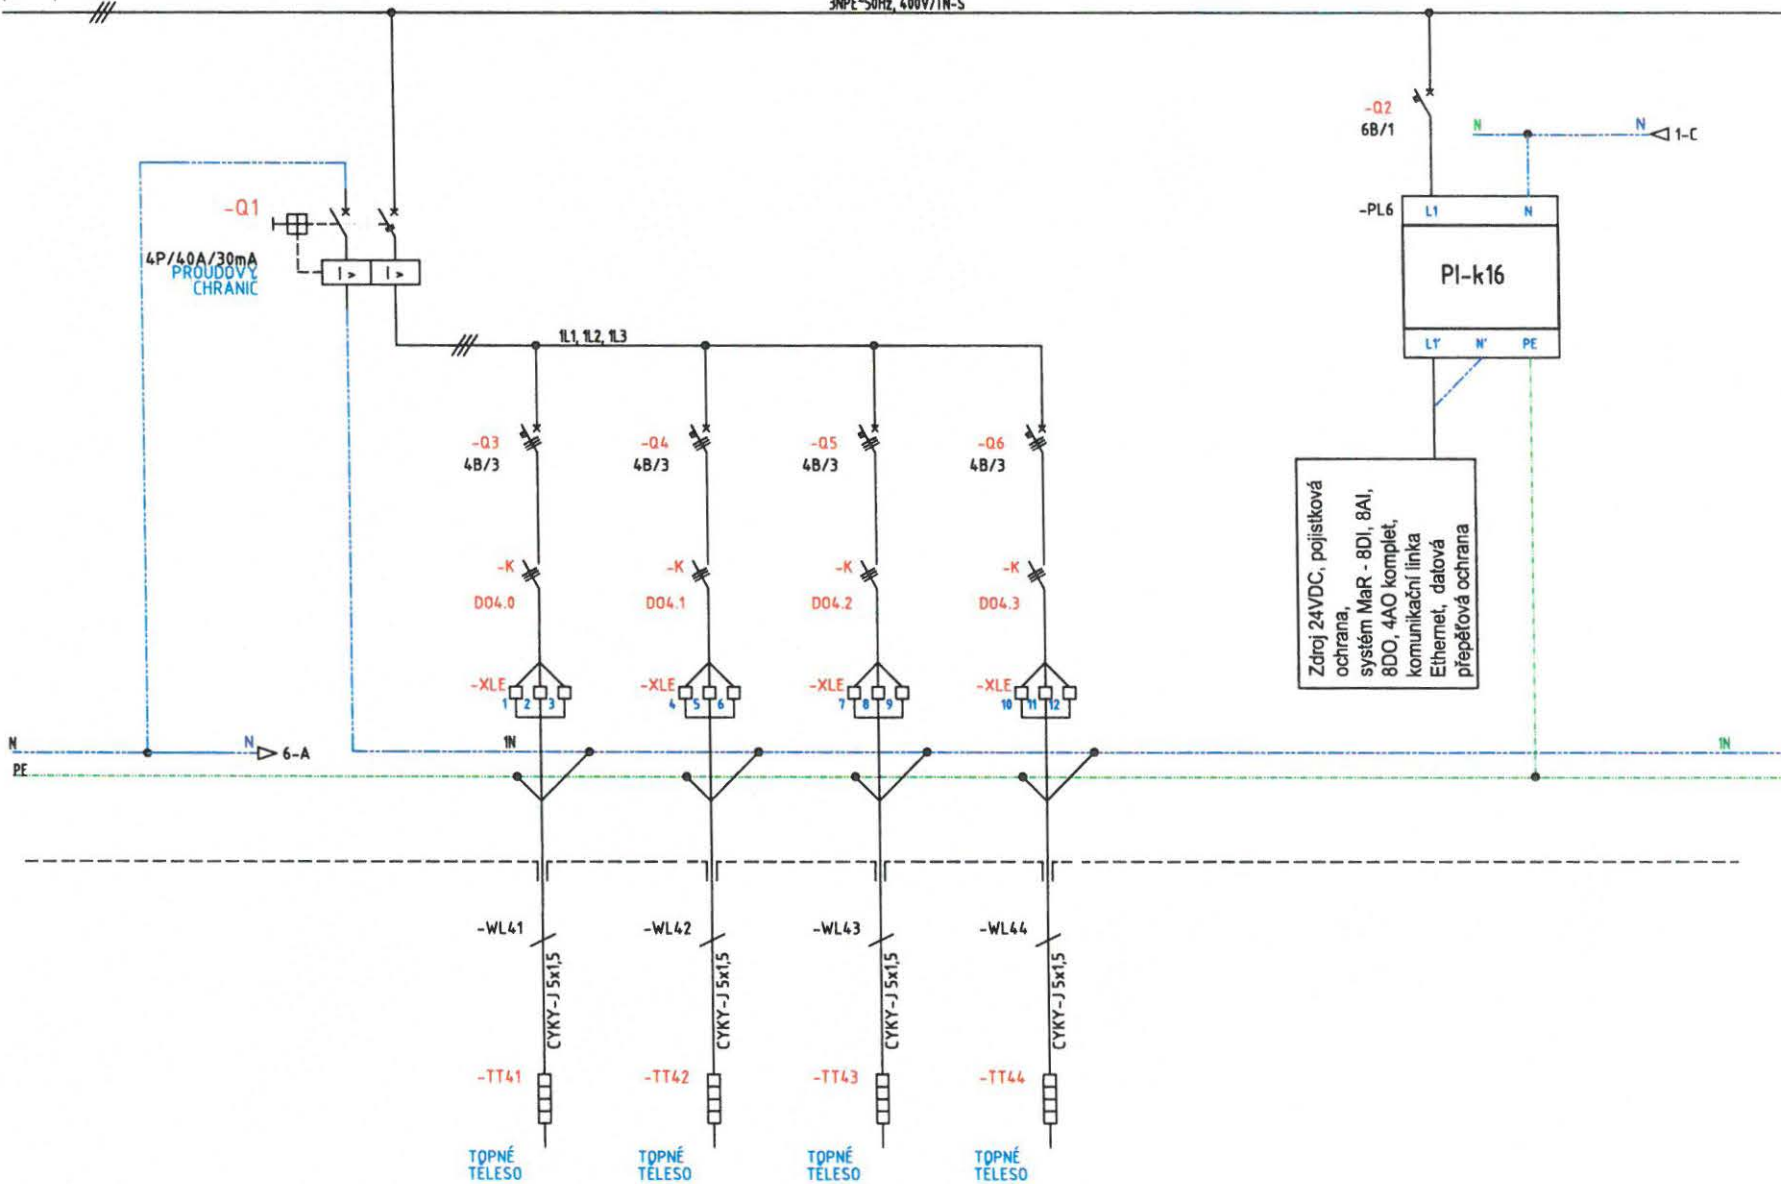 3NPE~50Hz, 400V/TN-S
-Q2
6B/1
N
N
1-C
-Q1
4P/40A/30mA
PROUDOVÝ
CHRÁNIČ
I >
I >
-PL6
L1
N
PI-k16
L1'
N'
PE
1L1, 1L2, 1L3
-Q3
4B/3
-Q4
4B/3
-Q5
4B/3
-Q6
4B/3
Zdroj 24VDC, pojistková
ochrana,
systém MaR - 8DI, 8AI,
8DO, 4AO komplet,
komunikační linka
Ethernet, datová
přepěťová ochrana
-K
DO4.0
-K
DO4.1
-K
DO4.2
-K
DO4.3
-XLE
1 2 3
-XLE
4 5 6
-XLE
7 8 9
-XLE
10 11 12
N
N
6-A
1N
1N
PE
-WL41
CYKY-J 5x1,5
-WL42
CYKY-J 5x1,5
-WL43
CYKY-J 5x1,5
-WL44
CYKY-J 5x1,5
-TT41
-TT42
-TT43
-TT44
TOPNÉ
TĚLESO
TOPNÉ
TĚLESO
TOPNÉ
TĚLESO
TOPNÉ
TĚLESO